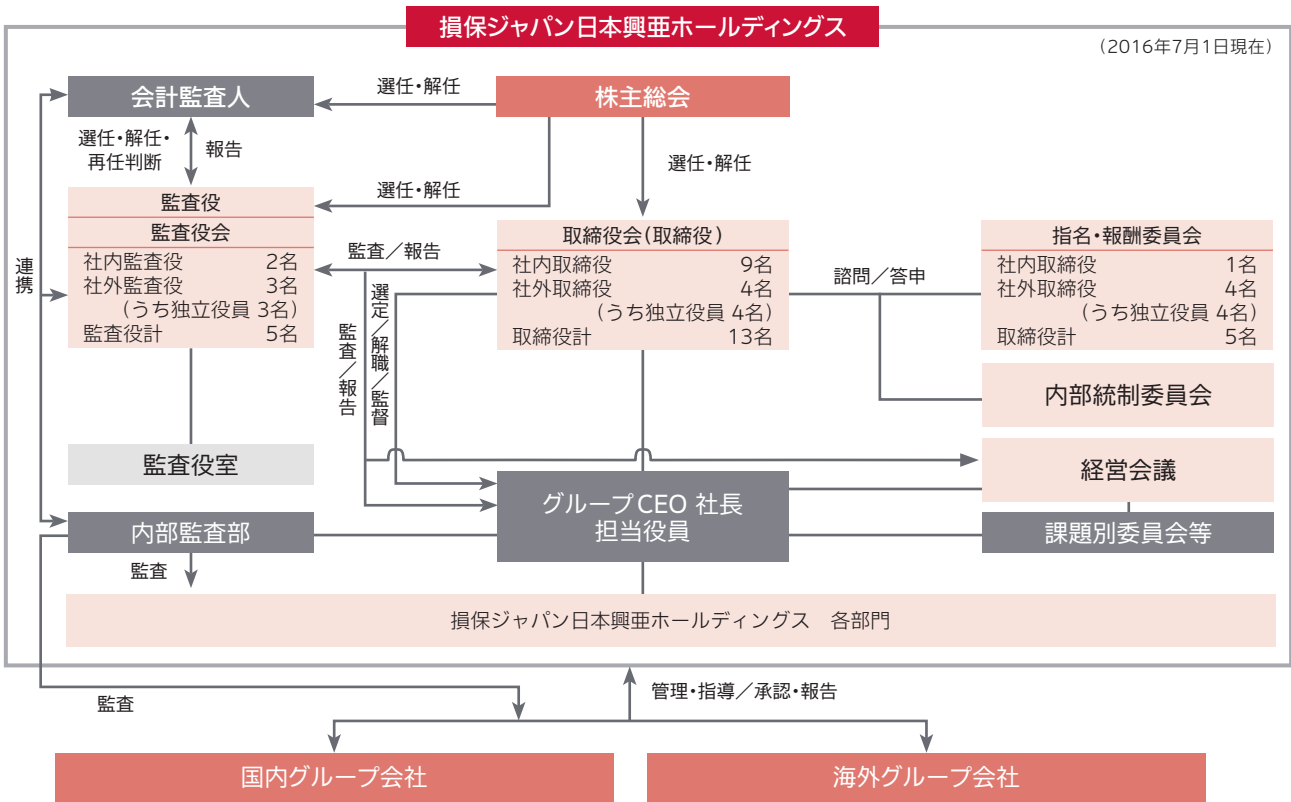 損保ジャパン日本興亜ホールディングス
（2016年7月1日現在）
会計監査人
選任・解任
株主総会
選任・解任・
再任判断
報告
選任・解任
選任・解任
監査役
監査役会
社内監査役 2名
社外監査役 3名
（うち独立役員 3名）
監査役計 5名
連携
監査／報告
取締役会（取締役）
社内取締役 9名
社外取締役 4名
（うち独立役員 4名）
取締役計 13名
諮問／答申
指名・報酬委員会
社内取締役 1名
社外取締役 4名
（うち独立役員 4名）
取締役計 5名
監査／報告
選定／解職／監督
内部統制委員会
監査役室
経営会議
グループCEO 社長
担当役員
内部監査部
課題別委員会等
監査
損保ジャパン日本興亜ホールディングス 各部門
監査
管理・指導／承認・報告
国内グループ会社
海外グループ会社